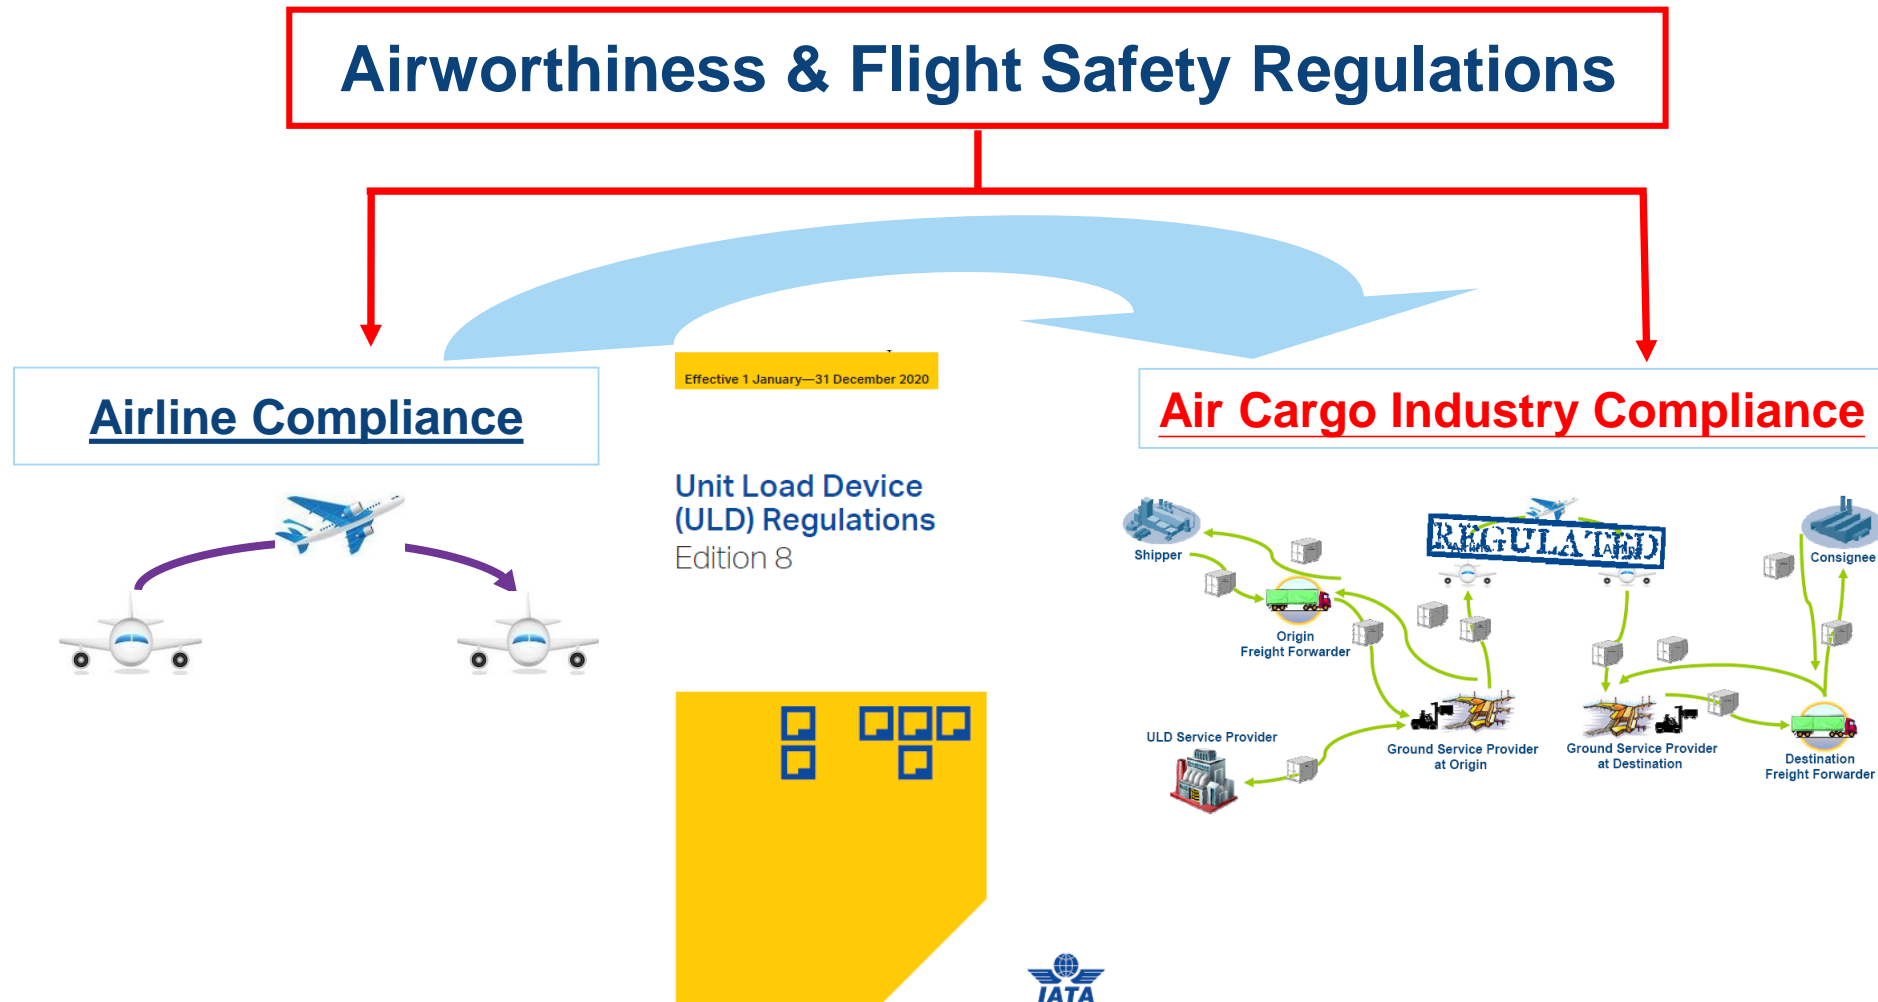 Airworthiness & Flight Safety Regulations
Airline Compliance
Effective 1 January—31 December 2020
Unit Load Device
(ULD) Regulations
Edition 8
IATA
Air Cargo Industry Compliance
REGULATED
Shipper
Consignee
Origin
Freight Forwarder
ULD Service Provider
Ground Service Provider
at Origin
Ground Service Provider
at Destination
Destination
Freight Forwarder